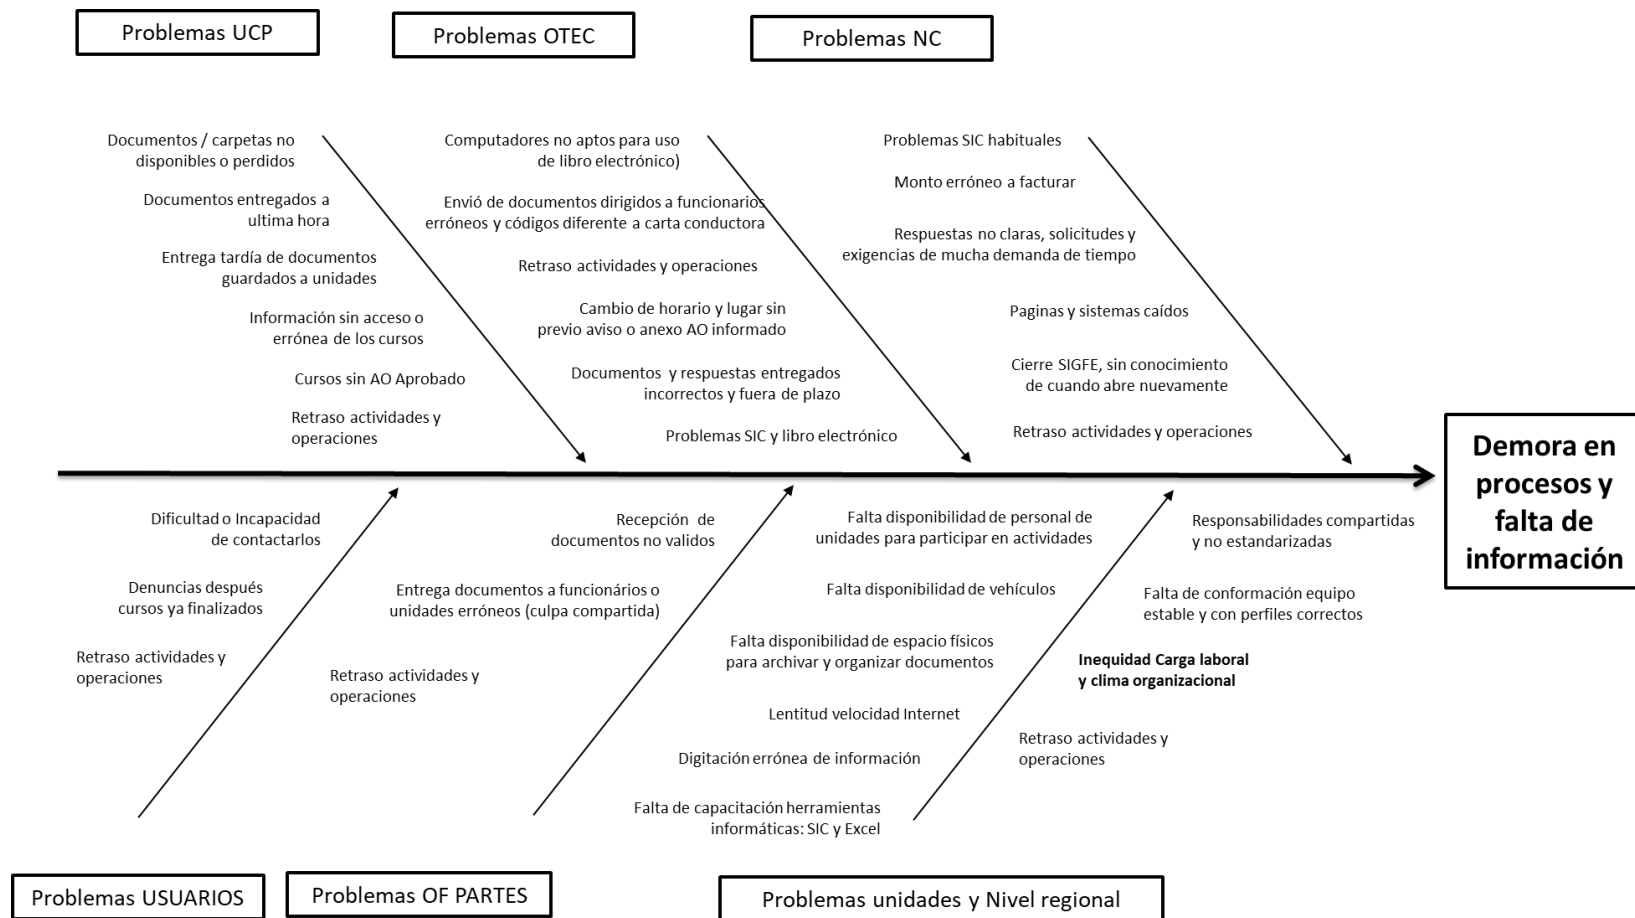 Problemas UCP
Problemas OTEC
Problemas NC
Documentos / carpetas no
disponibles o perdidos
Documentos entregados a
ultima hora
Entrega tardía de documentos
guardados a unidades
Información sin acceso o
errónea de los cursos
Cursos sin AO Aprobado
Retraso actividades y
operaciones
Computadores no aptos para uso
de libro electrónico)
Envió de documentos dirigidos a funcionarios
erróneos y códigos diferente a carta conductora
Retraso actividades y operaciones
Cambio de horario y lugar sin
previo aviso o anexo AO informado
Documentos y respuestas entregados
incorrectos y fuera de plazo
Problemas SIC y libro electrónico
Problemas SIC habituales
Monto erróneo a facturar
Respuestas no claras, solicitudes y
exigencias de mucha demanda de tiempo
Paginas y sistemas caídos
Cierre SIGFE, sin conocimiento
de cuando abre nuevamente
Retraso actividades y operaciones
Demora en
procesos y
falta de
información
Dificultad o Incapacidad
de contactarlos
Denuncias después
cursos ya finalizados
Retraso actividades y
operaciones
Recepción de
documentos no validos
Entrega documentos a funcionários o
unidades erróneos (culpa compartida)
Retraso actividades y
operaciones
Falta disponibilidad de personal de
unidades para participar en actividades
Falta disponibilidad de vehículos
Falta disponibilidad de espacio físicos
para archivar y organizar documentos
Lentitud velocidad Internet
Digitación errónea de información
Falta de capacitación herramientas
informáticas: SIC y Excel
Responsabilidades compartidas
y no estandarizadas
Falta de conformación equipo
estable y con perfiles correctos
Inequidad Carga laboral
y clima organizacional
Retraso actividades y
operaciones
Problemas USUARIOS
Problemas OF PARTES
Problemas unidades y Nivel regional